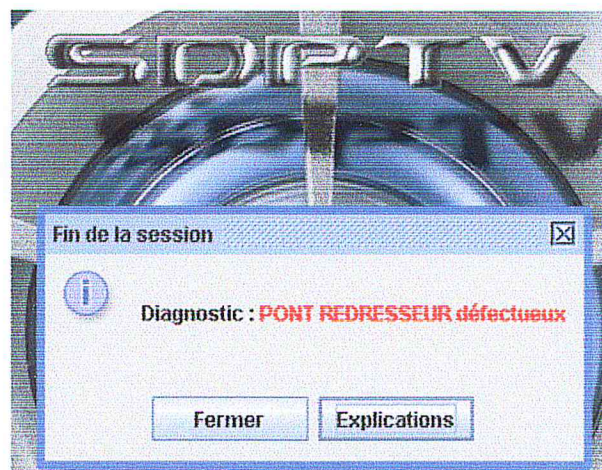 SDPTV
Fin de la session
Diagnostic : PONT REDRESSEUR défectueux
Fermer Explications